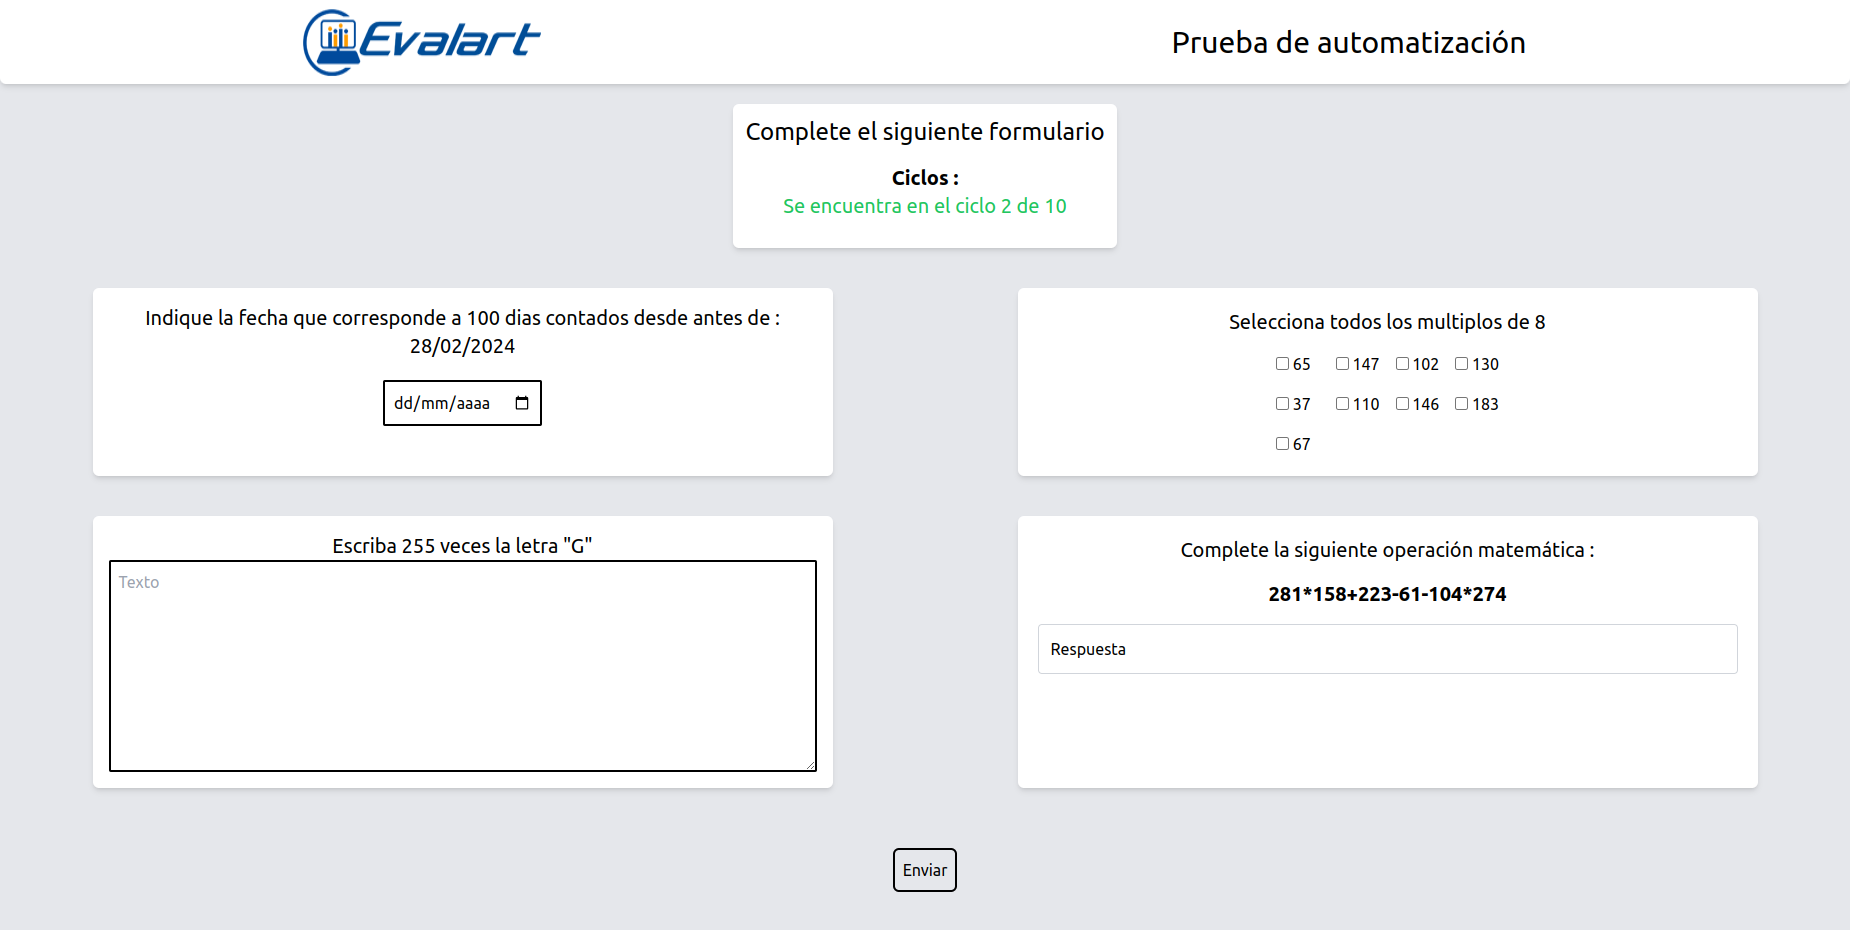 Evalart
Prueba de automatización
Complete el siguiente formulario
Ciclos :
Se encuentra en el ciclo 2 de 10
Indique la fecha que corresponde a 100 dias contados desde antes de :
28/02/2024
dd/mm/aaaa
Selecciona todos los multiplos de 8
65 147 102 130
37 110 146 183
67
Escriba 255 veces la letra "G"
Texto
Complete la siguiente operación matemática :
281*158+223-61-104*274
Respuesta
Enviar